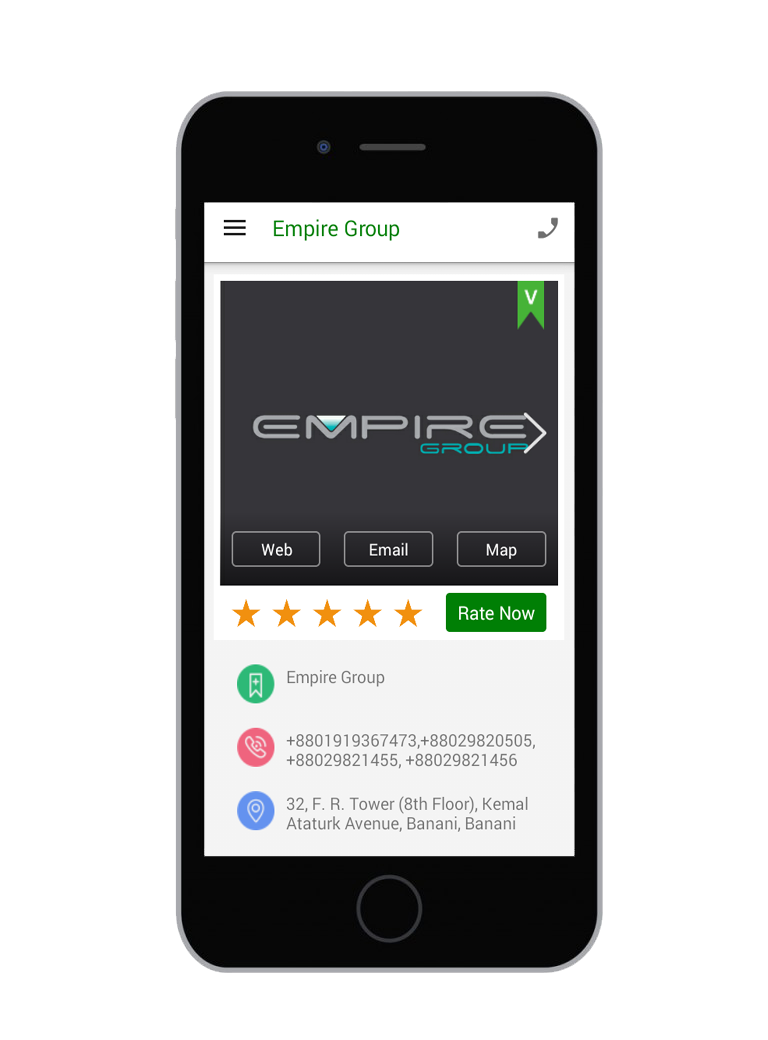 Empire Group
V
EMPIRE
GROUP
Web Email Map
Rate Now
Empire Group
+8801919367473,+88029820505,
+88029821455, +88029821456
32, F. R. Tower (8th Floor), Kemal
Ataturk Avenue, Banani, Banani